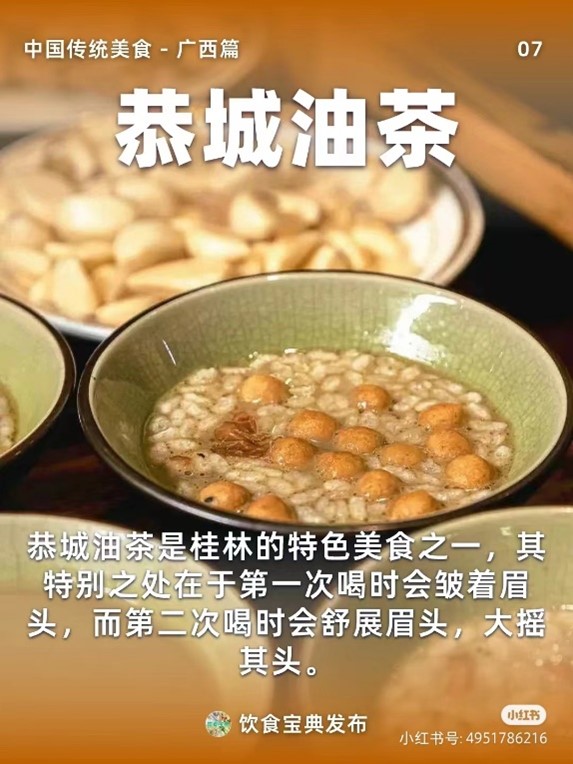 中国传统美食 - 广西篇
07
恭城油茶
恭城油茶是桂林的特色美食之一，其
特别之处在于第一次喝时会皱着眉
头，而第二次喝时会舒展眉头，大摇
其头。
饮食宝典发布
小红书
小红书号: 4951786216